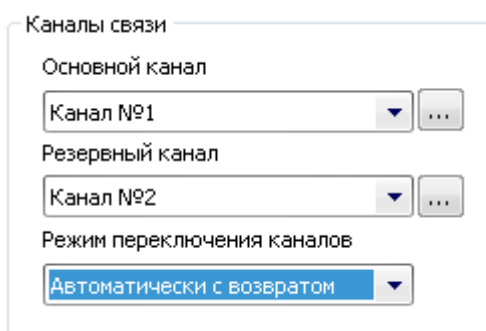 Каналы связи
Основной канал
Канал №1
...
Резервный канал
Канал №2
...
Режим переключения каналов
Автоматически с возвратом